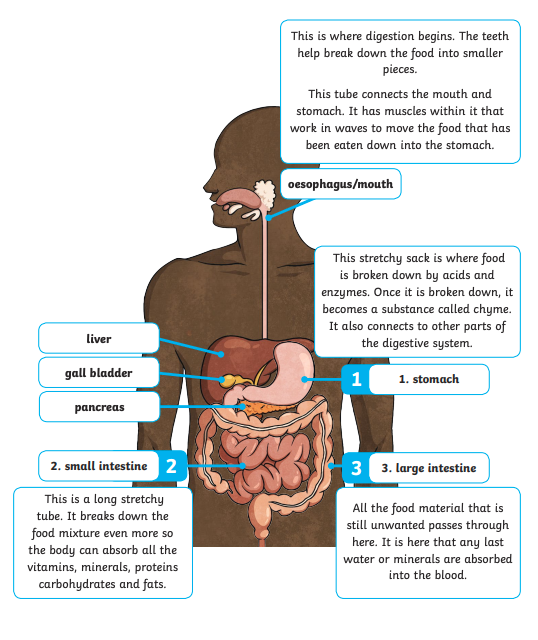 This is where digestion begins. The teeth
help break down the food into smaller
pieces.
This tube connects the mouth and
stomach. It has muscles within it that
work in waves to move the food that has
been eaten down into the stomach.
oesophagus/mouth
This stretchy sack is where food
is broken down by acids and
enzymes. Once it is broken down, it
becomes a substance called chyme.
It also connects to other parts of
the digestive system.
liver
gall bladder
pancreas
1 1. stomach
2. small intestine 2
3 3. large intestine
This is a long stretchy
tube. It breaks down the
food mixture even more so
the body can absorb all the
vitamins, minerals, proteins
carbohydrates and fats.
All the food material that is
still unwanted passes through
here. It is here that any last
water or minerals are absorbed
into the blood.